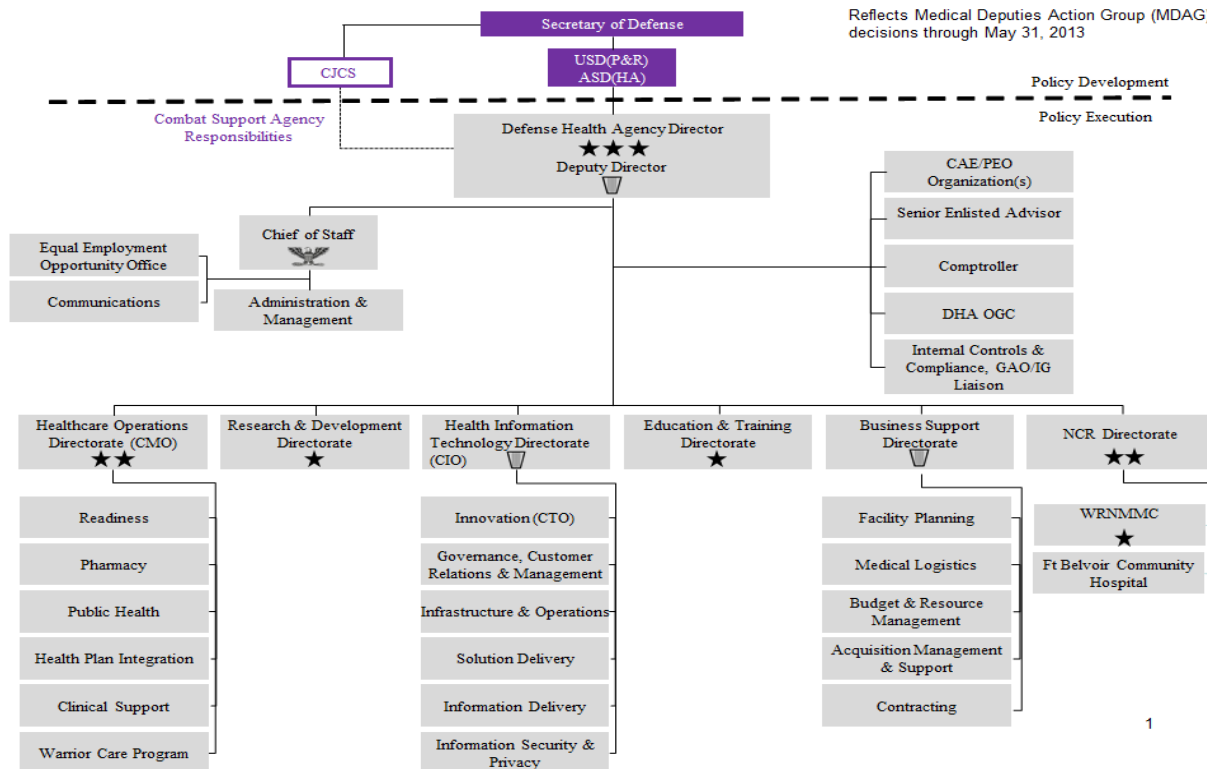 Secretary of Defense
Reflects Medical Deputies Action Group (MDAG)
decisions through May 31, 2013
CJCS
USD(P&R)
ASD(HA)
Policy Development
Combat Support Agency
Responsibilities
Policy Execution
Defense Health Agency Director
Deputy Director
CAE/PEO
Organization(s)
Senior Enlisted Advisor
Comptroller
DHA OGC
Internal Controls &
Compliance, GAO/IG
Liaison
Chief of Staff
Equal Employment
Opportunity Office
Communications
Administration &
Management
Healthcare Operations
Directorate (CMO)
Research & Development
Directorate
Health Information
Technology Directorate
(CIO)
Education & Training
Directorate
Business Support
Directorate
NCR Directorate
Readiness
Pharmacy
Public Health
Health Plan Integration
Clinical Support
Warrior Care Program
Innovation (CTO)
Governance, Customer
Relations & Management
Infrastructure & Operations
Solution Delivery
Information Delivery
Information Security &
Privacy
Facility Planning
Medical Logistics
Budget & Resource
Management
Acquisition Management
& Support
Contracting
WRNMMC
Ft Belvoir Community
Hospital
1